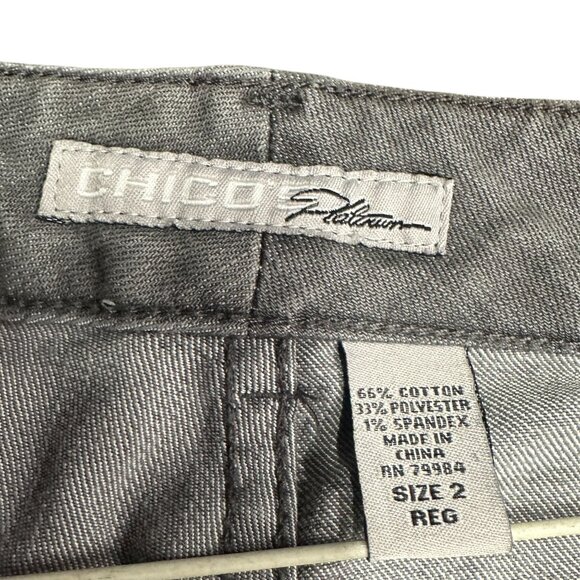 CHICO'S Platinum
66% COTTON
33% POLYESTER
1% SPANDEX
MADE IN
CHINA
RN 79984
SIZE 2
REG